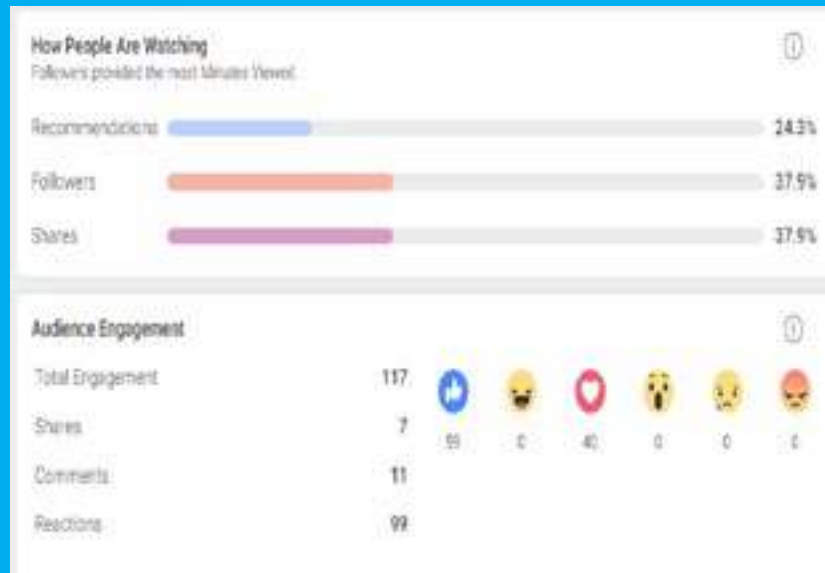 How People Are Watching
Followers provided the most Minutes Viewed.
Recommendations 24.3%
Followers 37.9%
Shares 37.9%
Audience Engagement
Total Engagement 117
Shares 7
Comments 11
Reactions 99
59 0 40 0 0 0